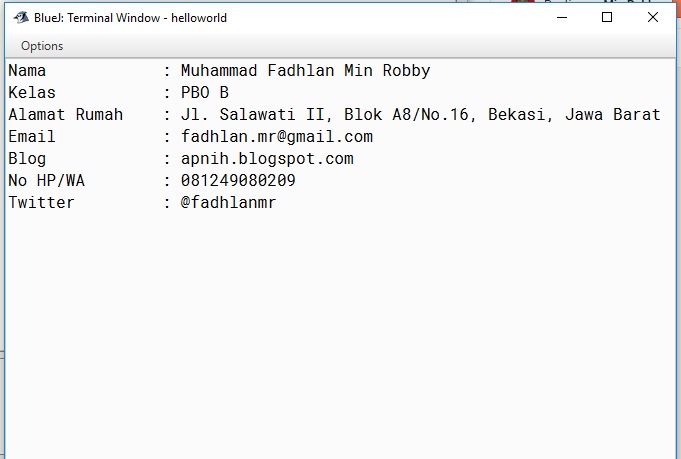 BlueJ: Terminal Window - helloworld
Options
Nama : Muhammad Fadhlan Min Robby
Kelas : PBO B
Alamat Rumah : Jl. Salawati II, Blok A8/No.16, Bekasi, Jawa Barat
Email : fadhlan.mr@gmail.com
Blog : apnih.blogspot.com
No HP/WA : 081249080209
Twitter : @fadhlanmr